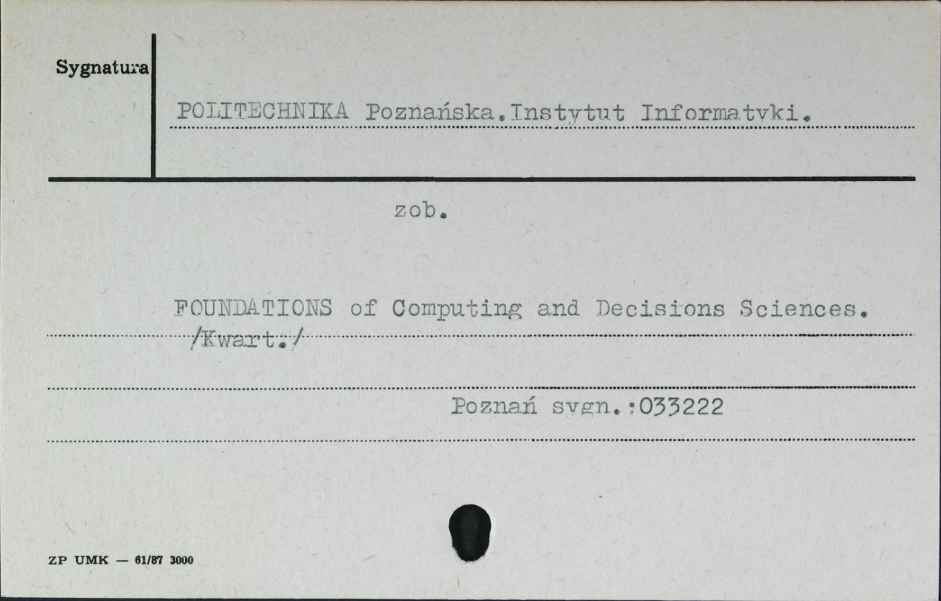 Sygnatura
POLITECHNIKA Poznańska.Instytut Informatyki.
zob.
FOUNDATIONS of Computing and Decisions Sciences.
/Kwart./
Poznań sygn.:033222
ZP UMK — 61/87 3000